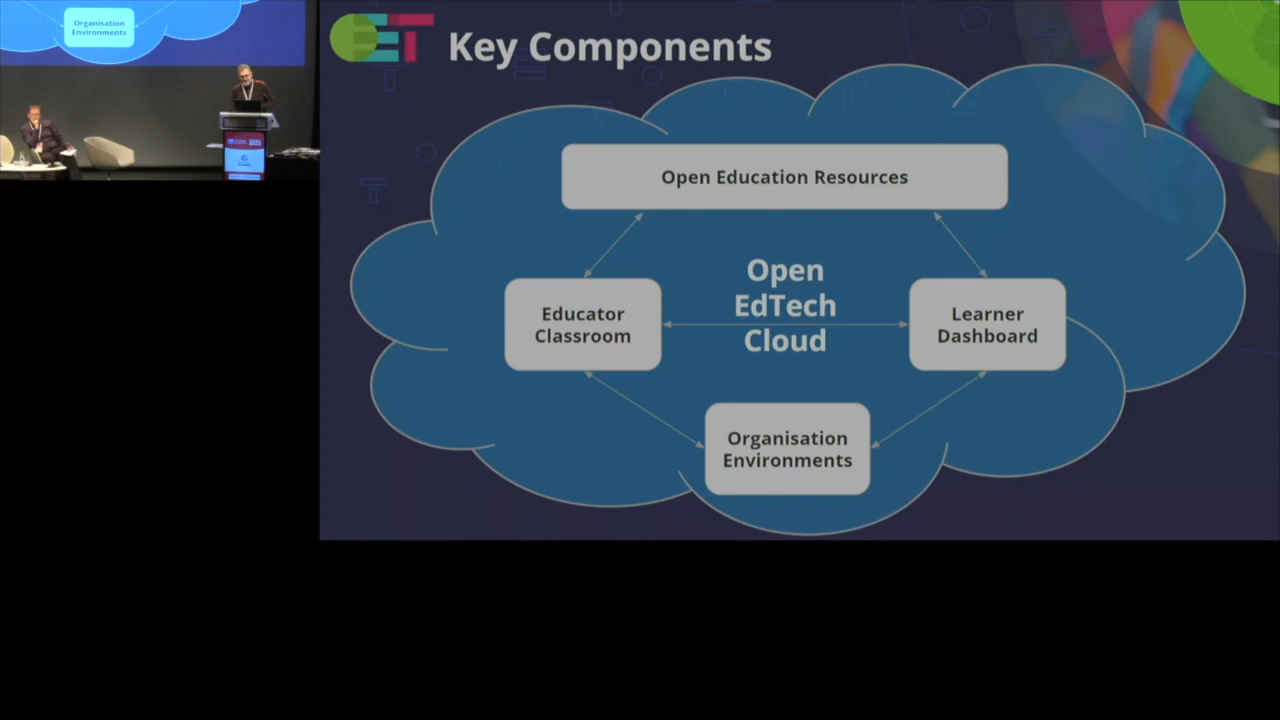 Organisation
Environments
Key Components
Open Education Resources
Open
EdTech
Cloud
Educator
Classroom
Learner
Dashboard
Organisation
Environments